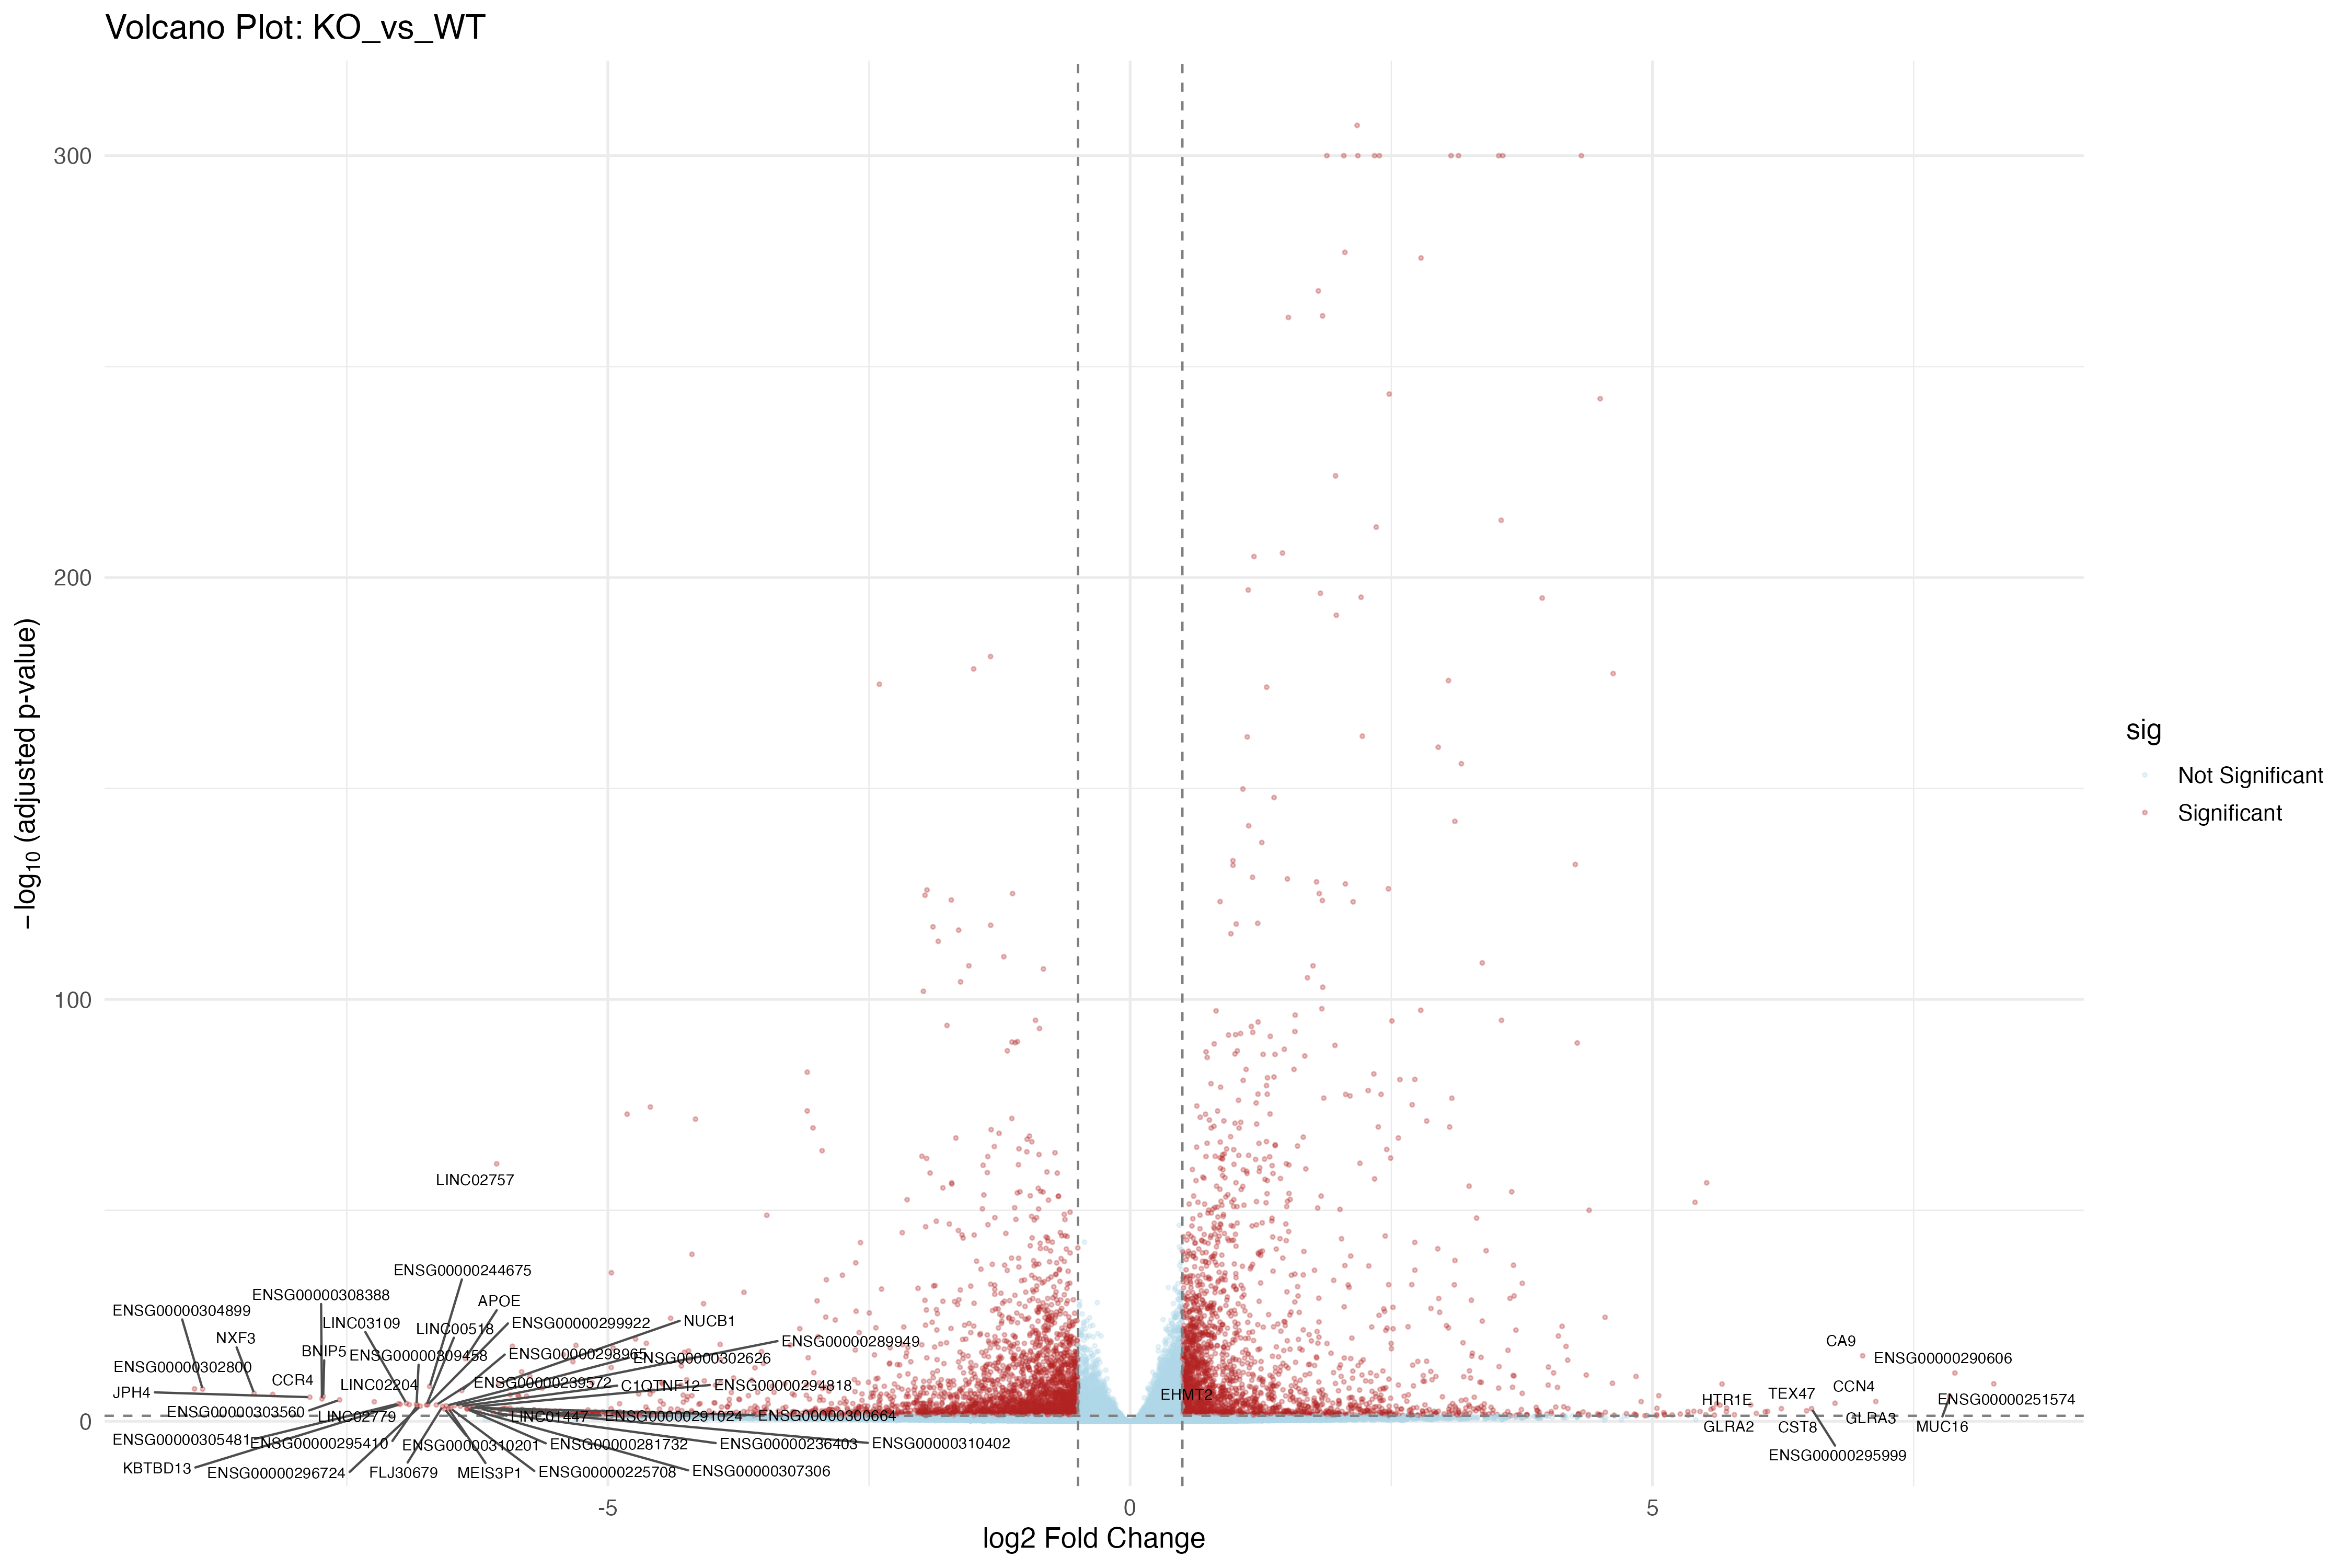 Volcano Plot: KO_vs_WT
300
200
100
0
−log10 (adjusted p-value)
-5
0
5
log2 Fold Change
sig
Not Significant
Significant
LINC02757
ENSG00000244675
ENSG00000308388
APOE
ENSG00000304899
LINC03109
LINC00518
ENSG00000299922
NUCB1
NXF3
ENSG00000289949
BNIP5
ENSG00000309458
ENSG00000298965
ENSG00000302626
ENSG00000302800
CCR4
LINC02204
ENSG00000239572
C1QTNF12
ENSG00000294818
JPH4
ENSG00000303560
LINC02779
LINC01447
ENSG00000291024
ENSG00000300664
ENSG00000305481
ENSG00000295410
ENSG00000310201
ENSG00000281732
ENSG00000236403
ENSG00000310402
KBTBD13
ENSG00000296724
FLJ30679
MEIS3P1
ENSG00000225708
ENSG00000307306
EHMT2
CA9
ENSG00000290606
HTR1E
TEX47
CCN4
ENSG00000251574
GLRA2
CST8
GLRA3
MUC16
ENSG00000295999